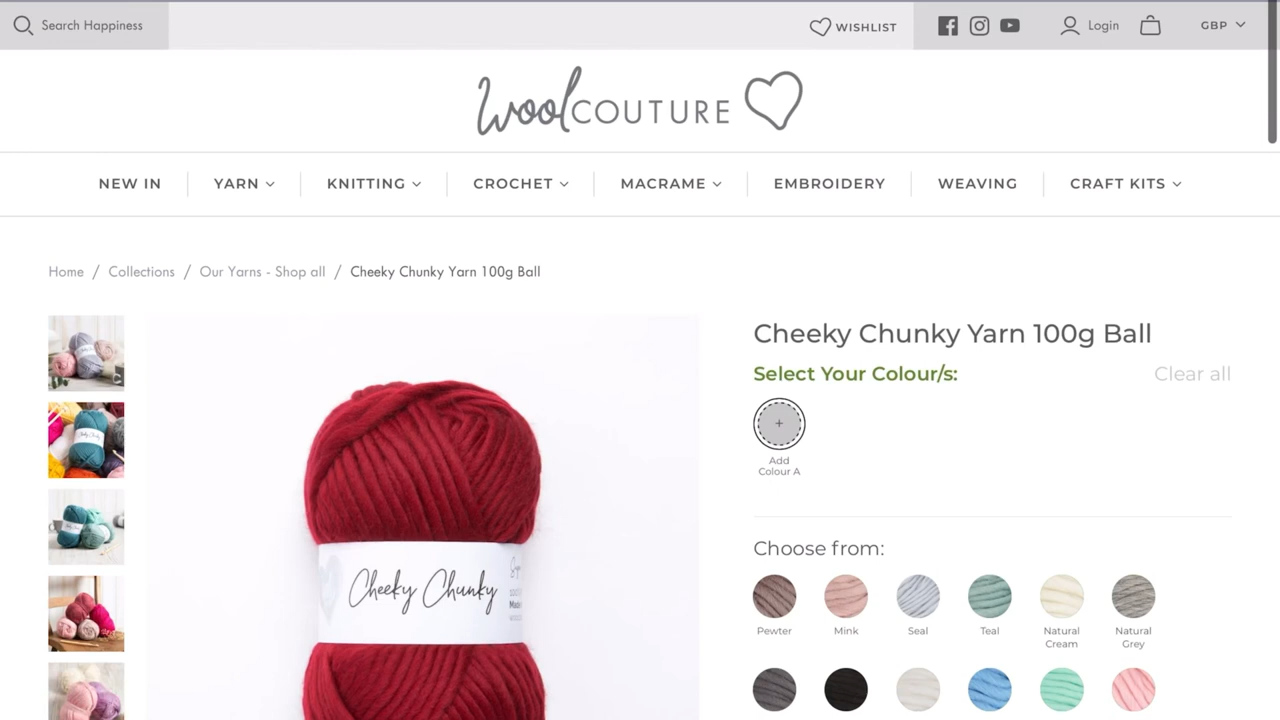 Search Happiness
WISHLIST
Login
GBP
Wool COUTURE
NEW IN
YARN
KNITTING
CROCHET
MACRAME
EMBROIDERY
WEAVING
CRAFT KITS
Home / Collections / Our Yarns - Shop all / Cheeky Chunky Yarn 100g Ball
Cheeky Chunky
Cheeky Chunky Yarn 100g Ball
Select Your Colour/s:
Clear all
+
Add
Colour A
Choose from:
Pewter
Mink
Seal
Teal
Natural
Cream
Natural
Grey